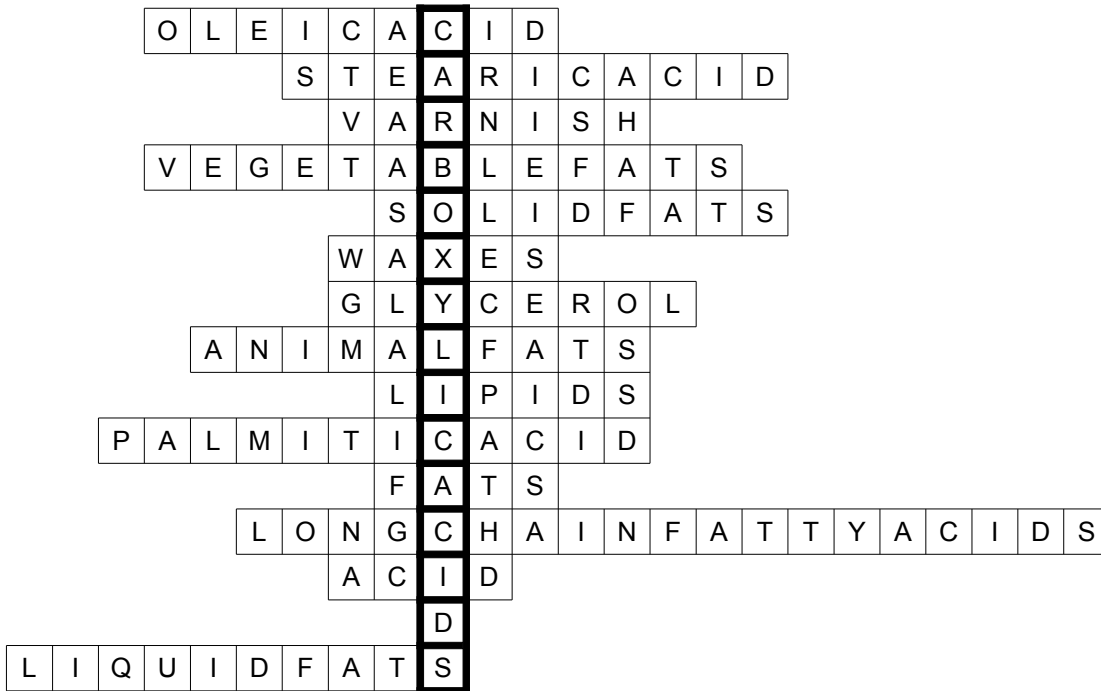 OLEICACID
STEARICACID
VARNISH
VEGETABLEFATS
SOLIDFATS
WAXES
GLYCEROL
ANIMALFATS
LIPIDS
PALMITICACID
FATS
LONGCHAINFATTYACIDS
ACID
D
LIQUIDFATS